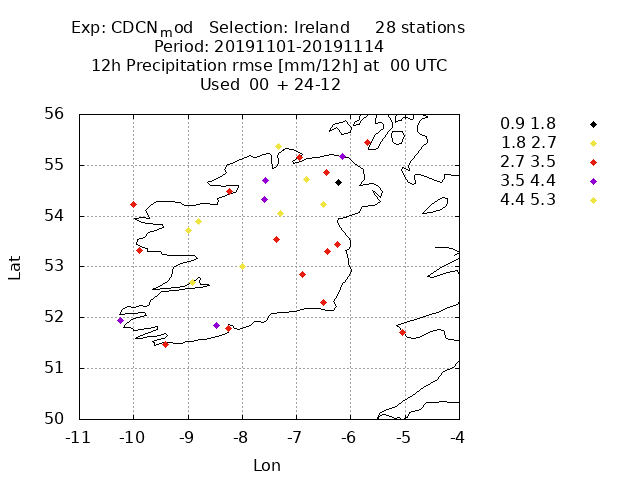 Exp: CDCN_mod   Selection: Ireland     28 stations
Period: 20191101-20191114
12h Precipitation rmse [mm/12h] at  00 UTC
Used  00  + 24-12
0.9 1.8
1.8 2.7
2.7 3.5
3.5 4.4
4.4 5.3
56
55
54
53
52
51
50
Lat
-11 -10 -9 -8 -7 -6 -5 -4
Lon